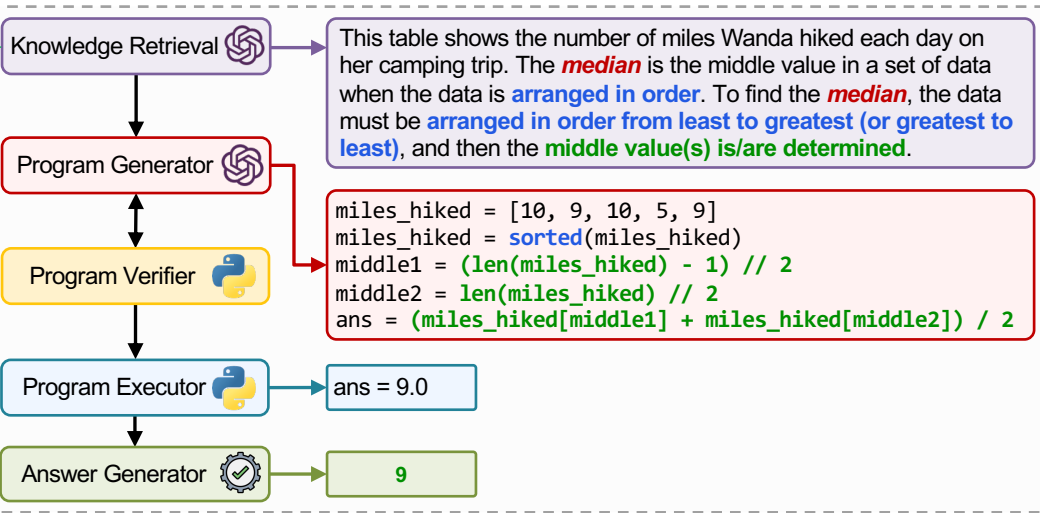 Knowledge Retrieval
This table shows the number of miles Wanda hiked each day on
her camping trip. The median is the middle value in a set of data
when the data is arranged in order. To find the median, the data
must be arranged in order from least to greatest (or greatest to
least), and then the middle value(s) is/are determined.
Program Generator
miles_hiked = [10, 9, 10, 5, 9]
miles_hiked = sorted(miles_hiked)
middle1 = (len(miles_hiked) - 1) // 2
middle2 = len(miles_hiked) // 2
ans = (miles_hiked[middle1] + miles_hiked[middle2]) / 2
Program Verifier
Program Executor
ans = 9.0
Answer Generator
9